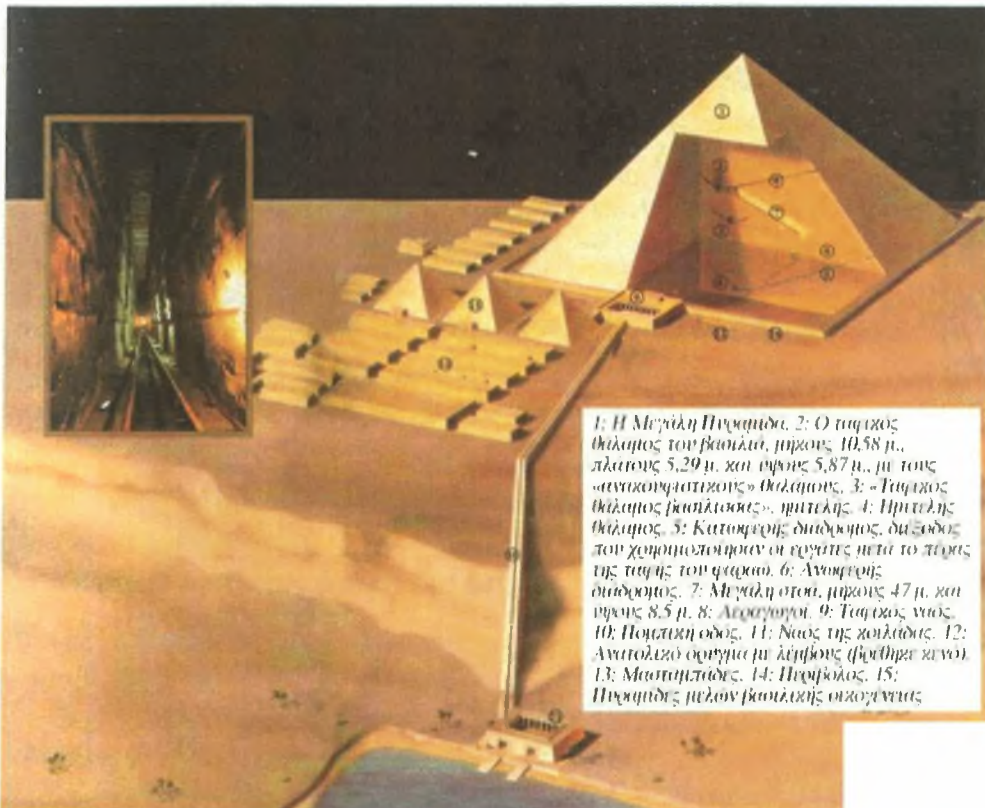 1: Η Μεγάλη Πυραμίδα. 2: Ο ταφικός
θάλαμος του βασιλιά, μήκους 10,58 μ.,
πλάτους 5,29 μ. και ύψους 5,87 μ., με τους
«ανακουφιστικούς» θαλάμους. 3: «Ταφικός
θάλαμος βασίλισσας», ημιτελής. 4: Ημιτελής
θάλαμος. 5: Κατωφερής διάδρομος, διέξοδος
που χρησιμοποίησαν οι εργάτες μετά το πέρας
της ταφής του φαραώ. 6: Ανωφερής
διάδρομος. 7: Μεγάλη στοά, μήκους 47 μ. και
ύψους 8,5 μ. 8: Αεραγωγοί. 9: Ταφικός ναός.
10: Πομπική οδός. 11: Ναός της κοιλάδας. 12:
Ανατολικό όρυγμα με λέμβους (βρέθηκε κενό).
13: Μασταμπάδες. 14: Περίβολος. 15:
Πυραμίδες μελών βασιλικής οικογένειας